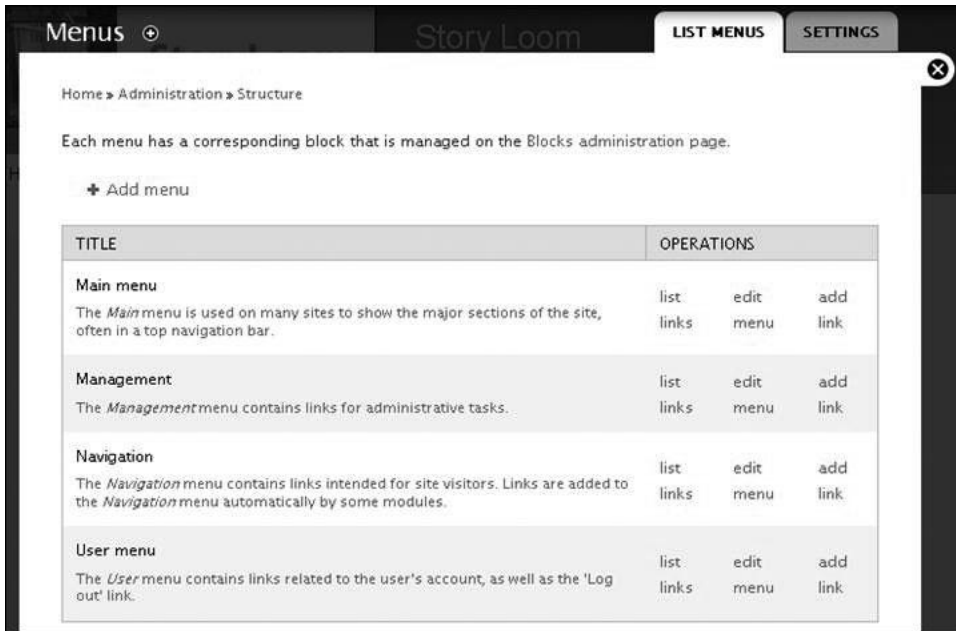 Menus
Story Loom
LIST MENUS
SETTINGS
Home » Administration » Structure
Each menu has a corresponding block that is managed on the Blocks administration page.
+ Add menu
TITLE
OPERATIONS
Main menu
The Main menu is used on many sites to show the major sections of the site,
often in a top navigation bar.
list edit add
links menu link
Management
The Management menu contains links for administrative tasks.
list edit add
links menu link
Navigation
The Navigation menu contains links intended for site visitors. Links are added to
the Navigation menu automatically by some modules.
list edit add
links menu link
User menu
The User menu contains links related to the user's account, as well as the 'Log
out' link.
list edit add
links menu link